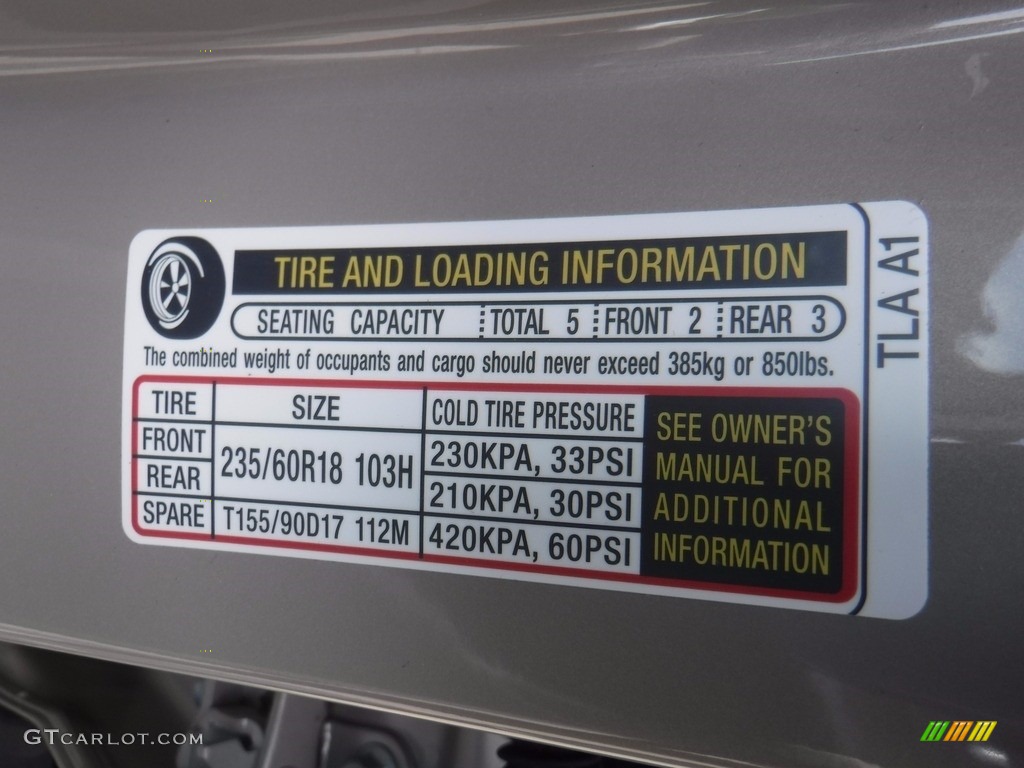 TIRE AND LOADING INFORMATION
SEATING CAPACITY TOTAL 5 FRONT 2 REAR 3
The combined weight of occupants and cargo should never exceed 385kg or 850lbs.
TIRE SIZE COLD TIRE PRESSURE
FRONT 235/60R18 103H 230KPA, 33PSI
REAR 210KPA, 30PSI
SPARE T155/90D17 112M 420KPA, 60PSI
SEE OWNER'S
MANUAL FOR
ADDITIONAL
INFORMATION
TLA A1
GTCARLOT.COM